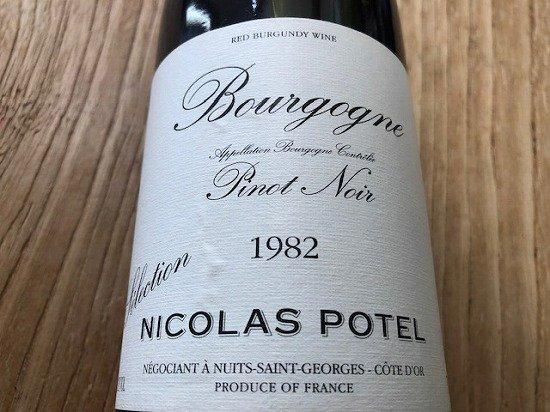 RED BURGUNDY WINE
Bourgogne
Appellation Bourgogne Contrôlée
Pinot Noir
1982
Sélection
NICOLAS POTEL
NÉGOCIANT À NUITS-SAINT-GEORGES - CÔTE D'OR
PRODUCE OF FRANCE